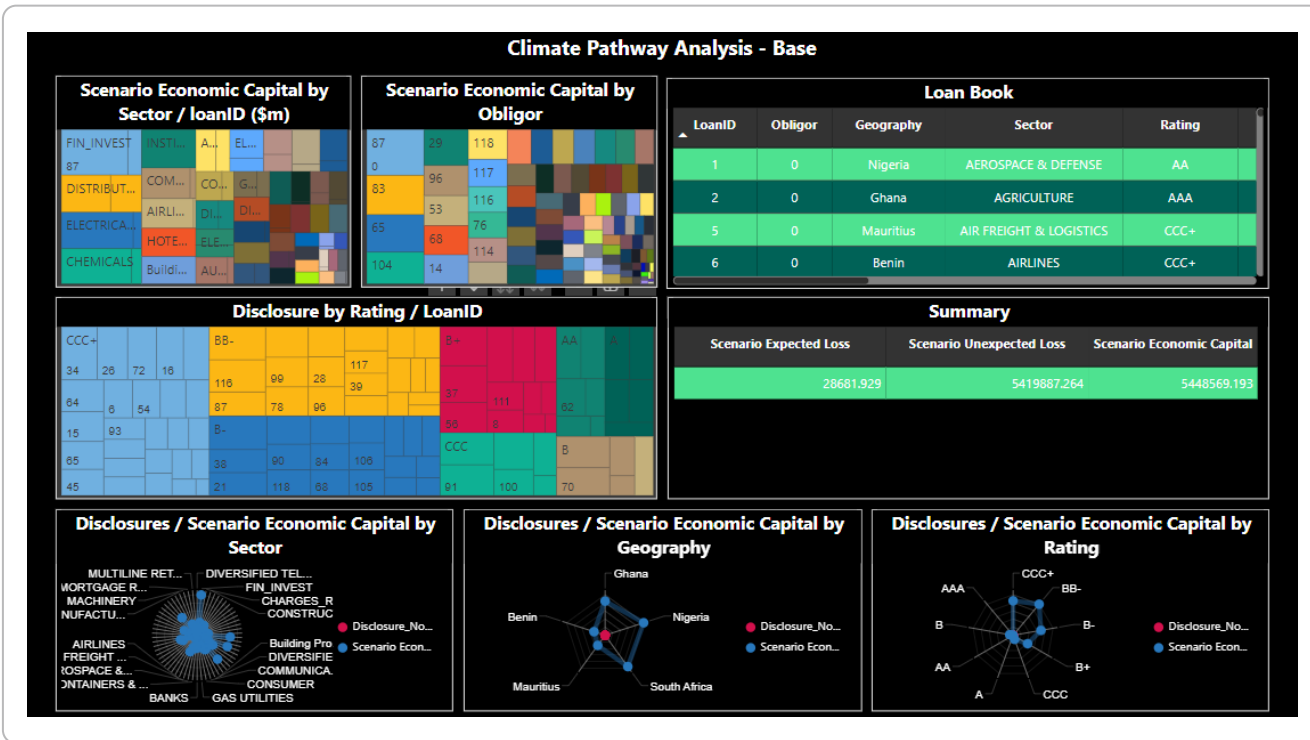 Climate Pathway Analysis - Base
Scenario Economic Capital by
Sector / loanID ($m)
FIN_INVEST
87
DISTRIBUT...
ELECTRICA...
CHEMICALS
INSTI...
COM...
AIRLI...
HOTE...
Buildi...
A...
CO...
DI...
ELE...
AU...
EL...
G...
DI...
Scenario Economic Capital by
Obligor
87
0
83
65
104
29
96
53
68
14
118
117
116
76
114
Loan Book
LoanID Obligor Geography Sector Rating
1 0 Nigeria AEROSPACE & DEFENSE AA
2 0 Ghana AGRICULTURE AAA
5 0 Mauritius AIR FREIGHT & LOGISTICS CCC+
6 0 Benin AIRLINES CCC+
Disclosure by Rating / LoanID
CCC+
34 26 72 16
64 6 54
15 93
65
45
BB-
116 99 28 117
39
87 78 96
B-
38 90 84 106
21 118 68 105
B+
37 111
56 8
CCC
91 100
AA
62
A
B
70
Summary
Scenario Expected Loss Scenario Unexpected Loss Scenario Economic Capital
28681.929 5419887.264 5448569.193
Disclosures / Scenario Economic Capital by
Sector
MULTILINE RET... DIVERSIFIED TEL...
MORTGAGE R... FIN_INVEST
MACHINERY CHARGES_R
NUFACTU... CONSTRUC
AIRLINES Building Pro
FREIGHT ... DIVERSIFIE
ROSPACE &... COMMUNICA.
ONTAINERS & ... CONSUMER
BANKS GAS UTILITIES
Disclosure_No...
Scenario Econ...
Disclosures / Scenario Economic Capital by
Geography
Ghana
Benin Nigeria
Mauritius South Africa
Disclosure_No...
Scenario Econ...
Disclosures / Scenario Economic Capital by
Rating
CCC+
AAA BB-
B B-
AA B+
A CCC
Disclosure_No...
Scenario Econ...